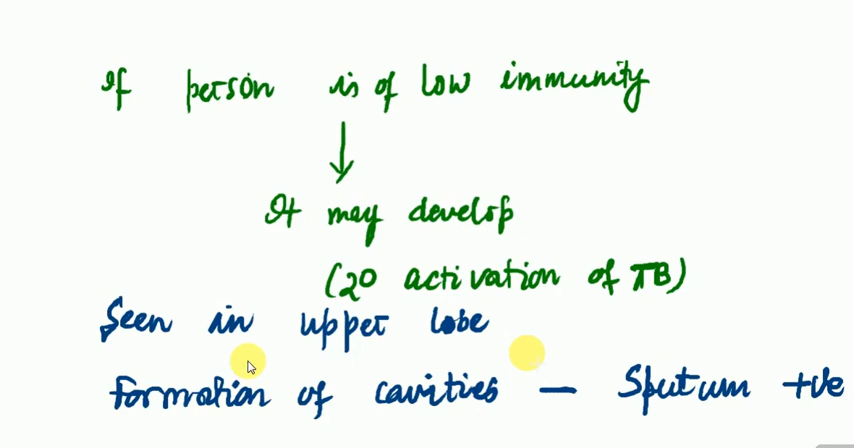 If person is of low immunity
↓
It may develop
(20 activation of TB)
Seen in upper lobe
Formation of cavities — Sputum +ve